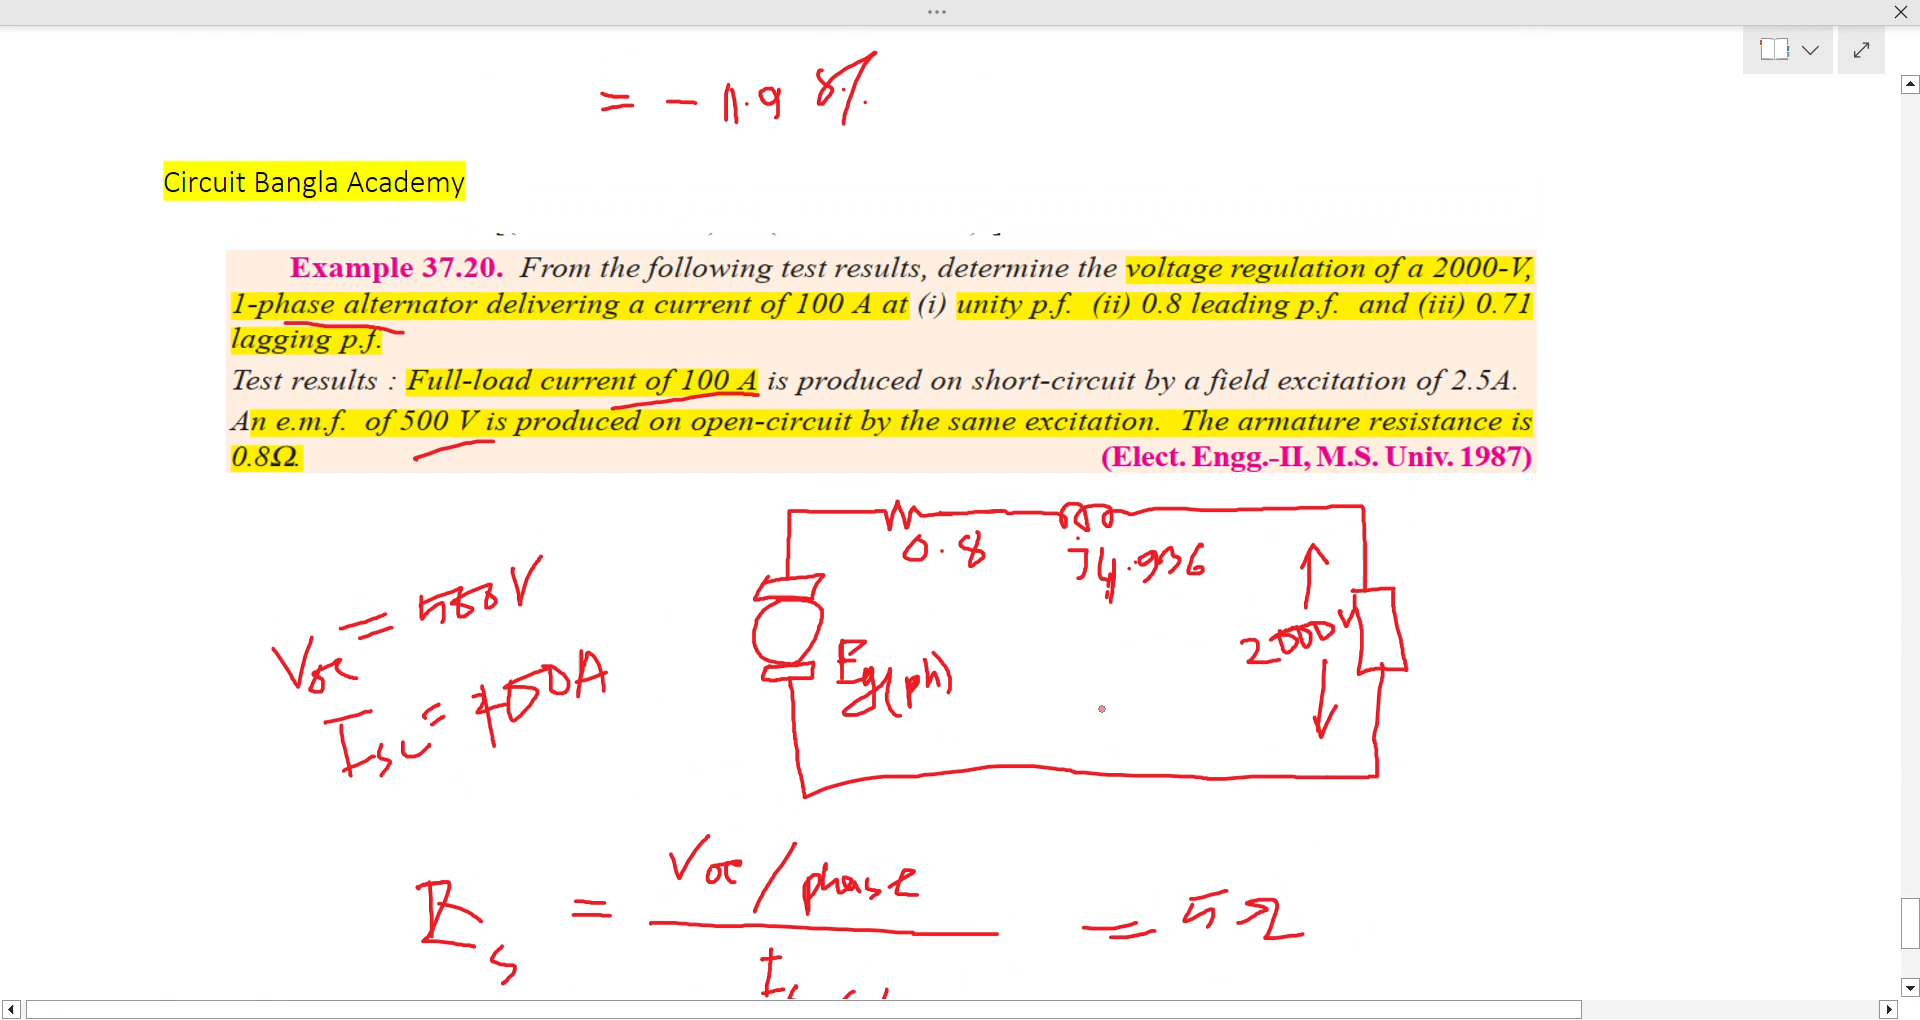 = - 11.9 8%
Circuit Bangla Academy
Example 37.20. From the following test results, determine the voltage regulation of a 2000-V,
1-phase alternator delivering a current of 100 A at (i) unity p.f. (ii) 0.8 leading p.f. and (iii) 0.71
lagging p.f.
Test results : Full-load current of 100 A is produced on short-circuit by a field excitation of 2.5A.
An e.m.f. of 500 V is produced on open-circuit by the same excitation. The armature resistance is
0.8Ω. (Elect. Engg.-II, M.S. Univ. 1987)
0.8
J4.936
Voc = 500V
2000V
Eg(ph)
Isc = 100A
Voc / phase
= 5Ω